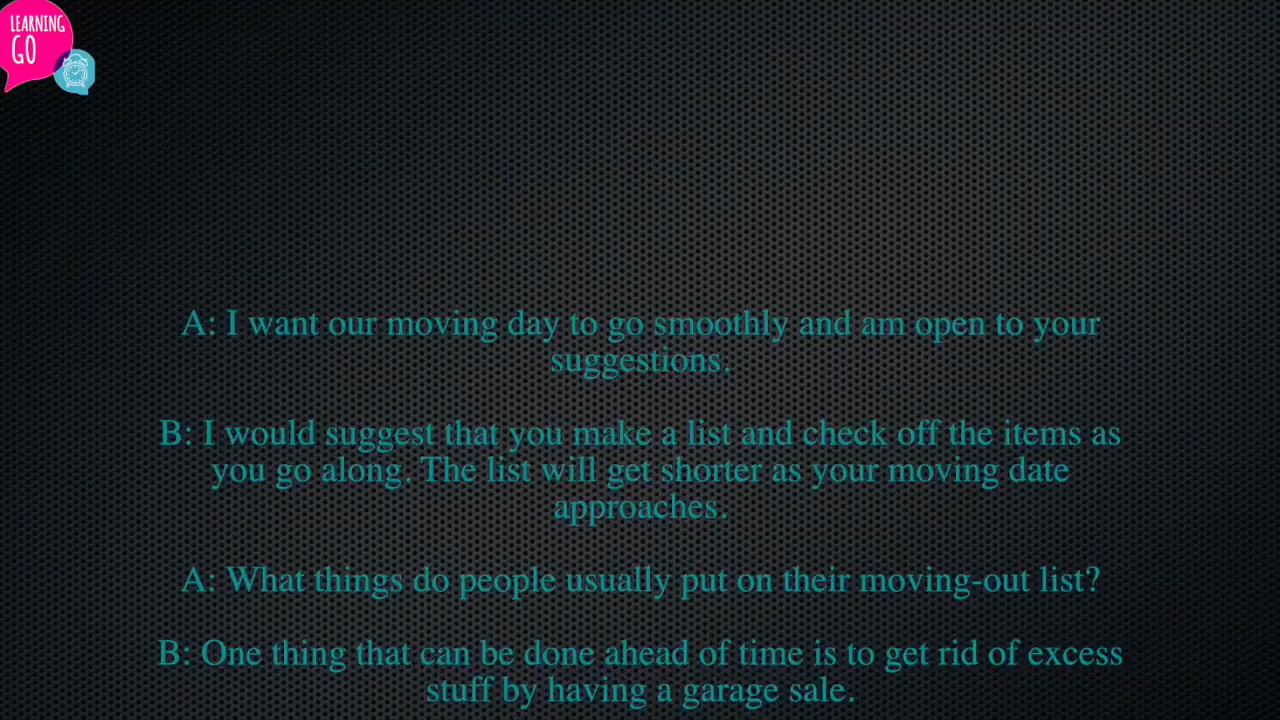 LEARNING
GO
A: I want our moving day to go smoothly and am open to your
suggestions.
B: I would suggest that you make a list and check off the items as
you go along. The list will get shorter as your moving date
approaches.
A: What things do people usually put on their moving-out list?
B: One thing that can be done ahead of time is to get rid of excess
stuff by having a garage sale.